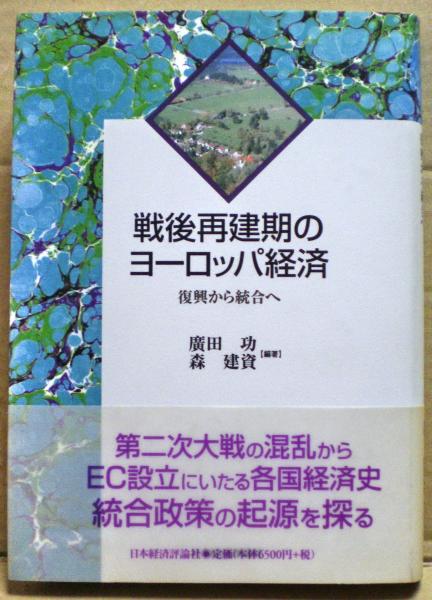 戦後再建期の
ヨーロッパ経済
復興から統合へ
廣田 功
森 建資【編著】
第二次大戦の混乱から
EC設立にいたる各国経済史
統合政策の起源を探る
日本経済評論社●定価(本体6500円+税)